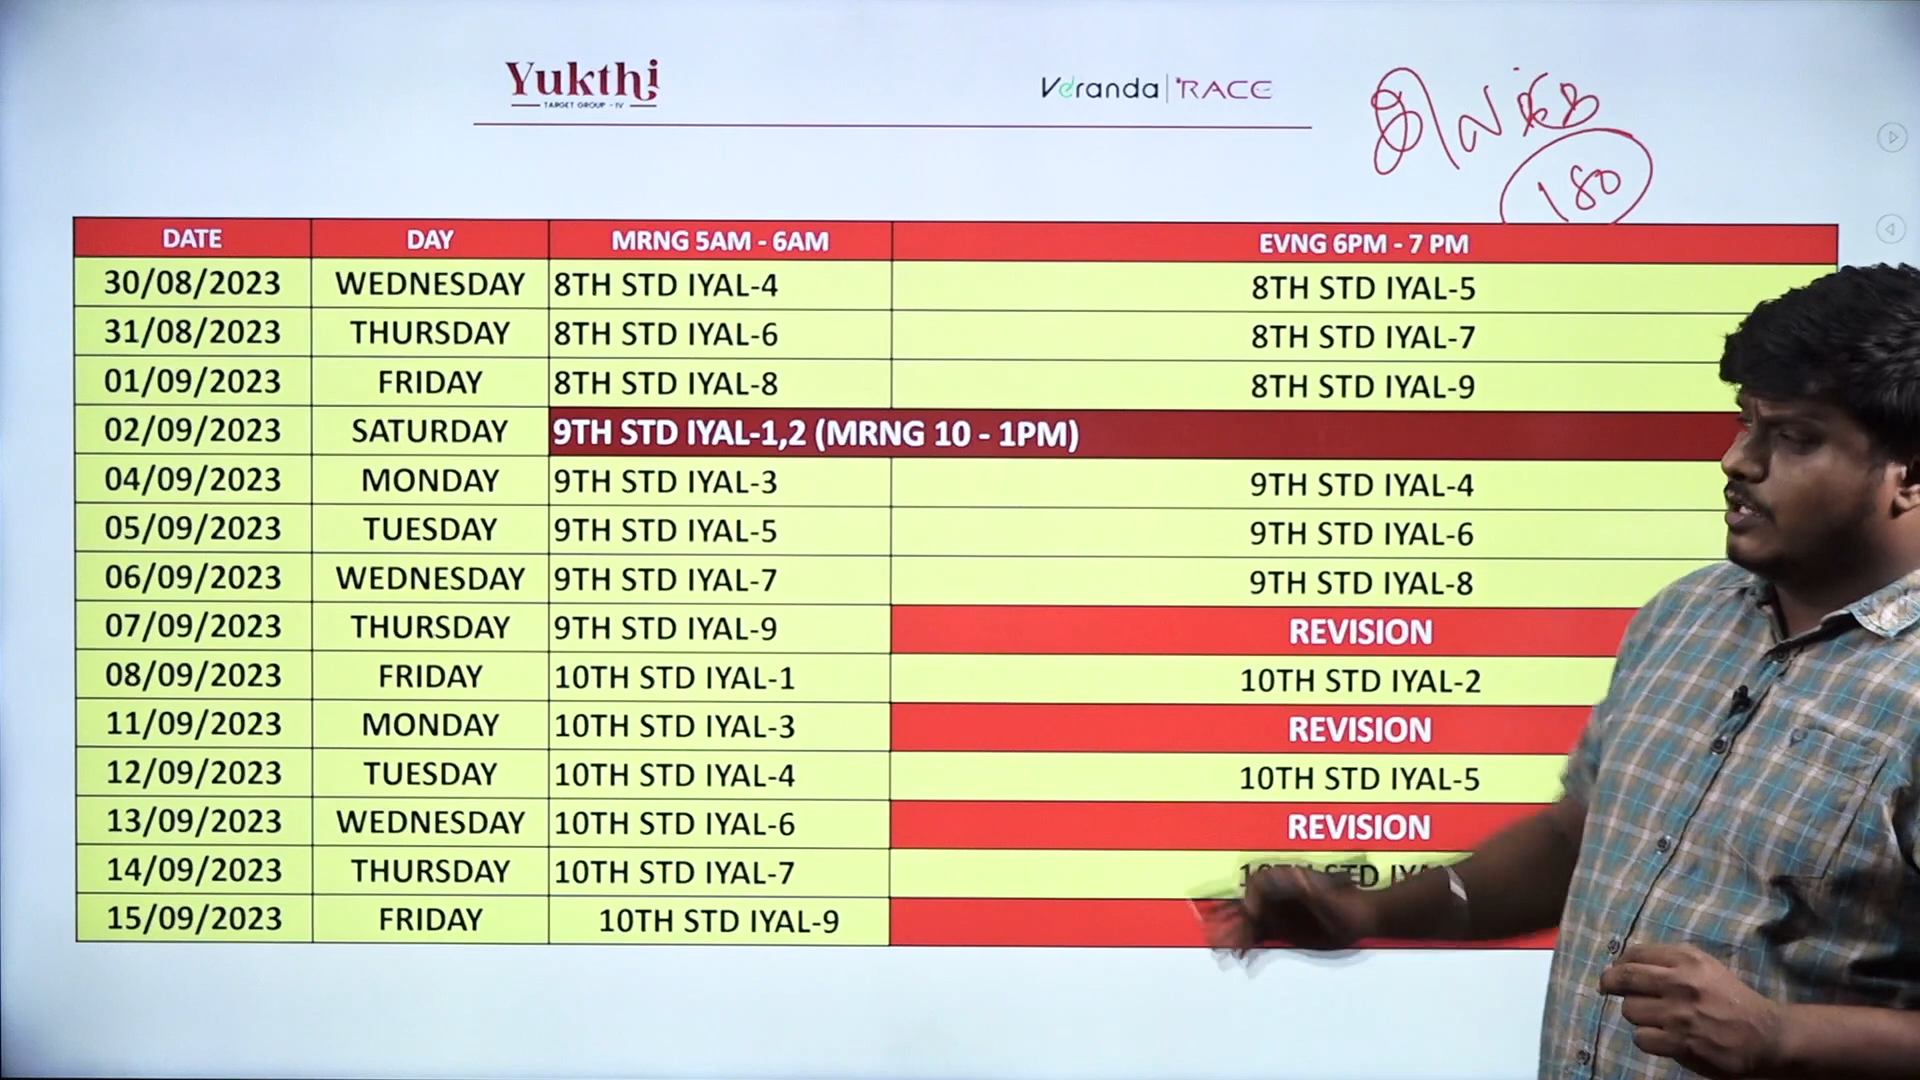 Yukthi
TARGET GROUP - IV
Veranda RACE
180
DATE DAY MRNG 5AM - 6AM EVNG 6PM - 7 PM
30/08/2023 WEDNESDAY 8TH STD IYAL-4 8TH STD IYAL-5
31/08/2023 THURSDAY 8TH STD IYAL-6 8TH STD IYAL-7
01/09/2023 FRIDAY 8TH STD IYAL-8 8TH STD IYAL-9
02/09/2023 SATURDAY 9TH STD IYAL-1,2 (MRNG 10 - 1PM)
04/09/2023 MONDAY 9TH STD IYAL-3 9TH STD IYAL-4
05/09/2023 TUESDAY 9TH STD IYAL-5 9TH STD IYAL-6
06/09/2023 WEDNESDAY 9TH STD IYAL-7 9TH STD IYAL-8
07/09/2023 THURSDAY 9TH STD IYAL-9 REVISION
08/09/2023 FRIDAY 10TH STD IYAL-1 10TH STD IYAL-2
11/09/2023 MONDAY 10TH STD IYAL-3 REVISION
12/09/2023 TUESDAY 10TH STD IYAL-4 10TH STD IYAL-5
13/09/2023 WEDNESDAY 10TH STD IYAL-6 REVISION
14/09/2023 THURSDAY 10TH STD IYAL-7
15/09/2023 FRIDAY 10TH STD IYAL-9